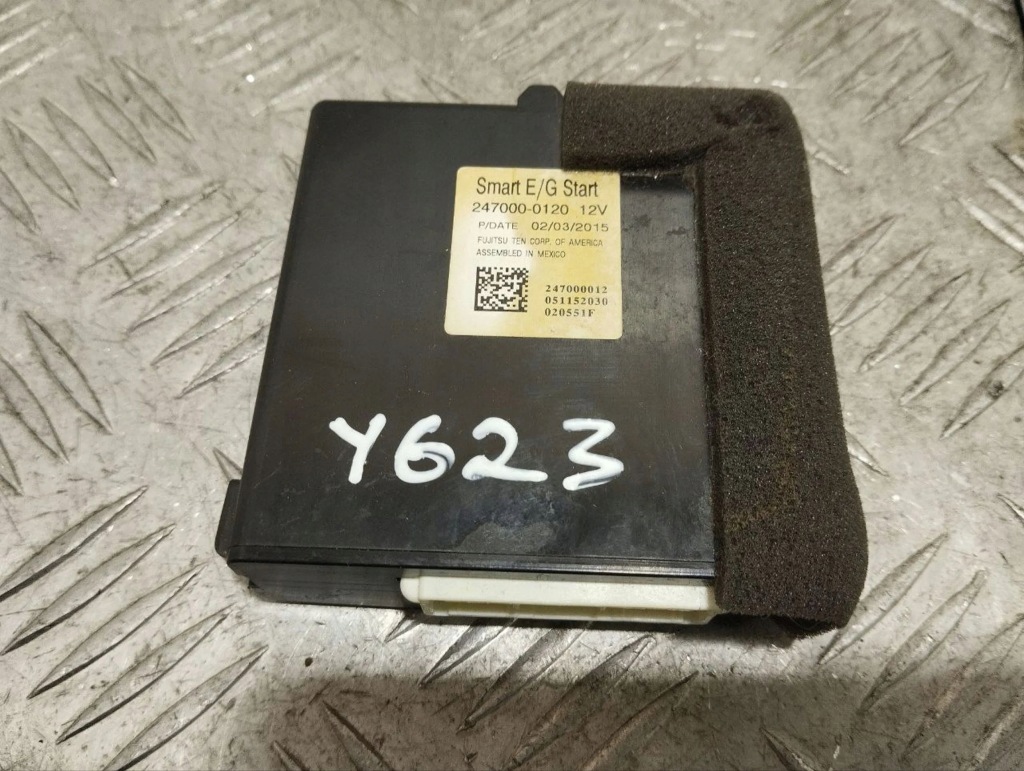 Smart E/G Start
247000-0120 12V
P/DATE 02/03/2015
FUJITSU TEN CORP. OF AMERICA
ASSEMBLED IN MEXICO
247000012
051152030
020551F
Y623